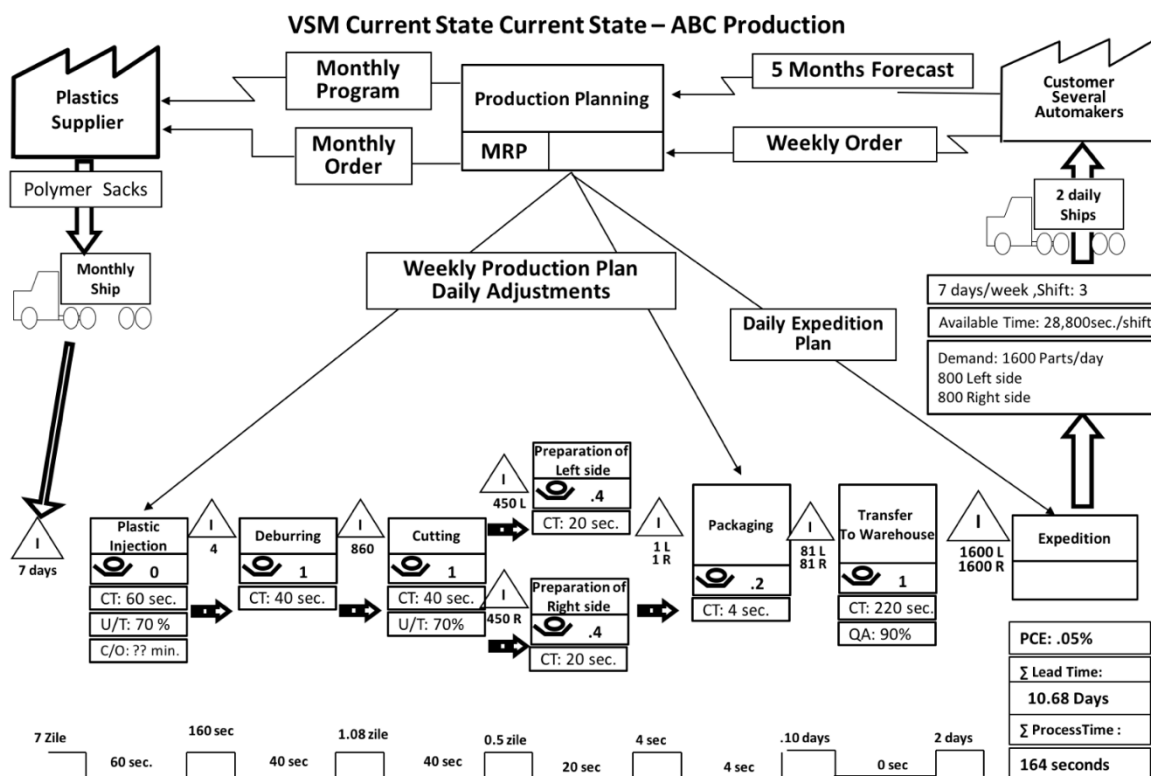 VSM Current State Current State – ABC Production
Plastics
Supplier
Monthly
Program
Monthly
Order
Production Planning
MRP
5 Months Forecast
Weekly Order
Customer
Several
Automakers
Polymer Sacks
Monthly
Ship
2 daily
Ships
Weekly Production Plan
Daily Adjustments
Daily Expedition
Plan
7 days/week ,Shift: 3
Available Time: 28,800sec./shift
Demand: 1600 Parts/day
800 Left side
800 Right side
I
7 days
Plastic
Injection
0
CT: 60 sec.
U/T: 70 %
C/O: ?? min.
I
4
Deburring
1
CT: 40 sec.
I
860
Cutting
1
CT: 40 sec.
U/T: 70%
I
450 L
Preparation of
Left side
.4
CT: 20 sec.
I
450 R
Preparation of
Right side
.4
CT: 20 sec.
I
1 L
1 R
Packaging
.2
CT: 4 sec.
I
81 L
81 R
Transfer
To Warehouse
1
CT: 220 sec.
QA: 90%
I
1600 L
1600 R
Expedition
PCE: .05%
∑ Lead Time:
10.68 Days
∑ ProcessTime :
164 seconds
7 Zile
60 sec.
160 sec
40 sec
1.08 zile
40 sec
0.5 zile
20 sec
4 sec
4 sec
.10 days
0 sec
2 days